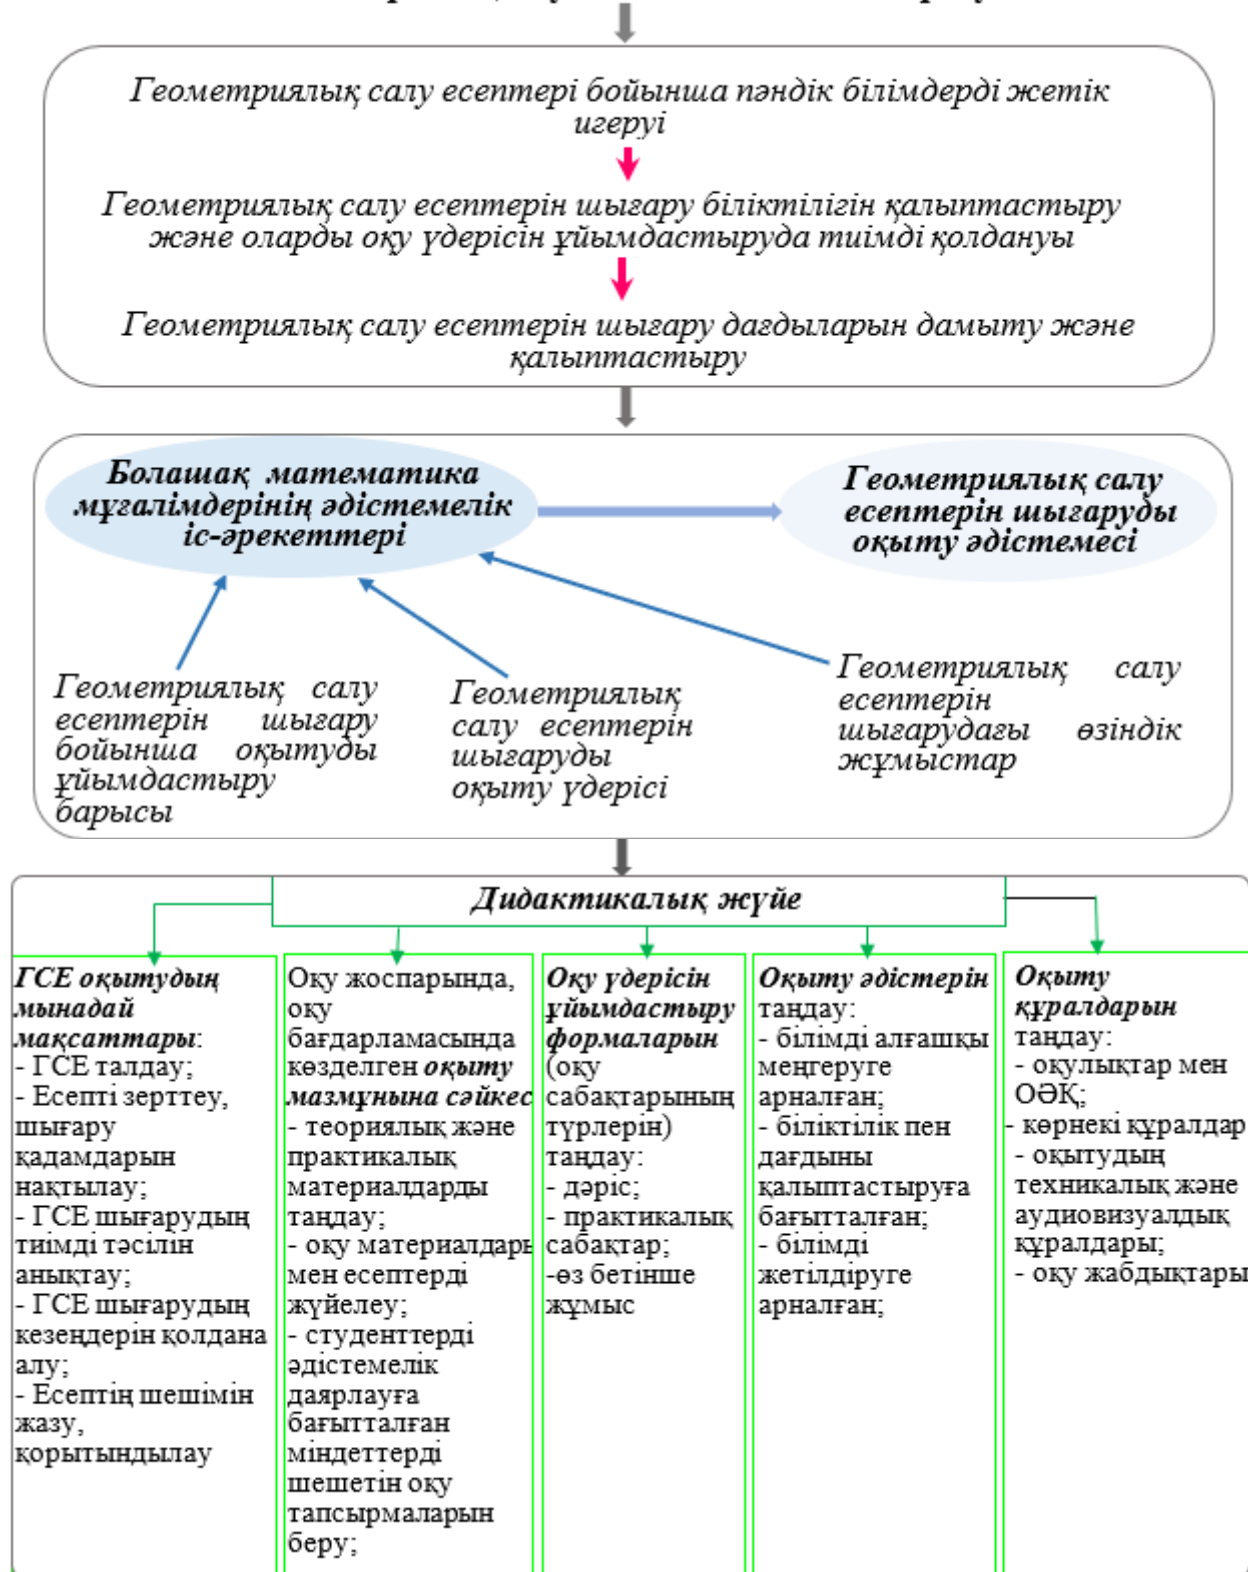 Геометриялық салу есептері бойынша пәндік білімдерді жетік
игеруі
Геометриялық салу есептерін шығару біліктілігін қалыптастыру
және оларды оқу үдерісін ұйымдастыруда тиімді қолдануы
Геометриялық салу есептерін шығару дағдыларын дамыту және
қалыптастыру
Болашақ математика
мұғалімдерінің әдістемелік
іс-әрекеттері
Геометриялық салу
есептерін шығаруды
оқыту әдістемесі
Геометриялық салу
есептерін шығару
бойынша оқытуды
ұйымдастыру
барысы
Геометриялық
салу есептерін
шығаруды
оқыту үдерісі
Геометриялық салу
есептерін
шығарудағы өзіндік
жұмыстар
Дидактикалық жүйе
ГСЕ оқытудың
мынадай
мақсаттары:
- ГСЕ талдау;
- Есепті зерттеу,
шығару
қадамдарын
нақтылау;
- ГСЕ шығарудың
тиімді тәсілін
анықтау;
- ГСЕ шығарудың
кезеңдерін қолдана
алу;
- Есептің шешімін
жазу,
қорытындылау
Оқу жоспарында,
оқу
бағдарламасында
көзделген оқыту
мазмұнына сәйкес
- теориялық және
практикалық
материалдарды
таңдау;
- оқу материалдары
мен есептерді
жүйелеу;
- студенттерді
әдістемелік
даярлауға
бағытталған
міндеттерді
шешетін оқу
тапсырмаларын
беру;
Оқу үдерісін
ұйымдастыру
формаларын
(оқу
сабақтарының
түрлерін)
таңдау:
- дәріс;
- практикалық
сабақтар;
-өз бетінше
жұмыс
Оқыту әдістерін
таңдау:
- білімді алғашқы
меңгеруге
арналған;
- біліктілік пен
дағдыны
қалыптастыруға
бағытталған;
- білімді
жетілдіруге
арналған;
Оқыту
құралдарын
таңдау:
- оқулықтар мен
ОӘҚ;
- көрнекі құралдар
- оқытудың
техникалық және
аудиовизуалдық
құралдары;
- оқу жабдықтары